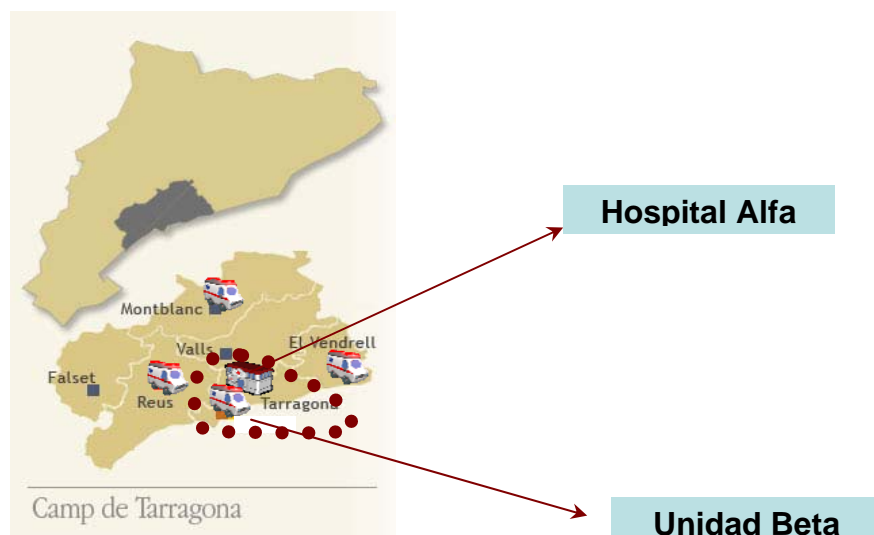 Hospital Alfa
Montblanc
Valls
El Vendrell
Falset
Reus
Tarragona
Camp de Tarragona
Unidad Beta